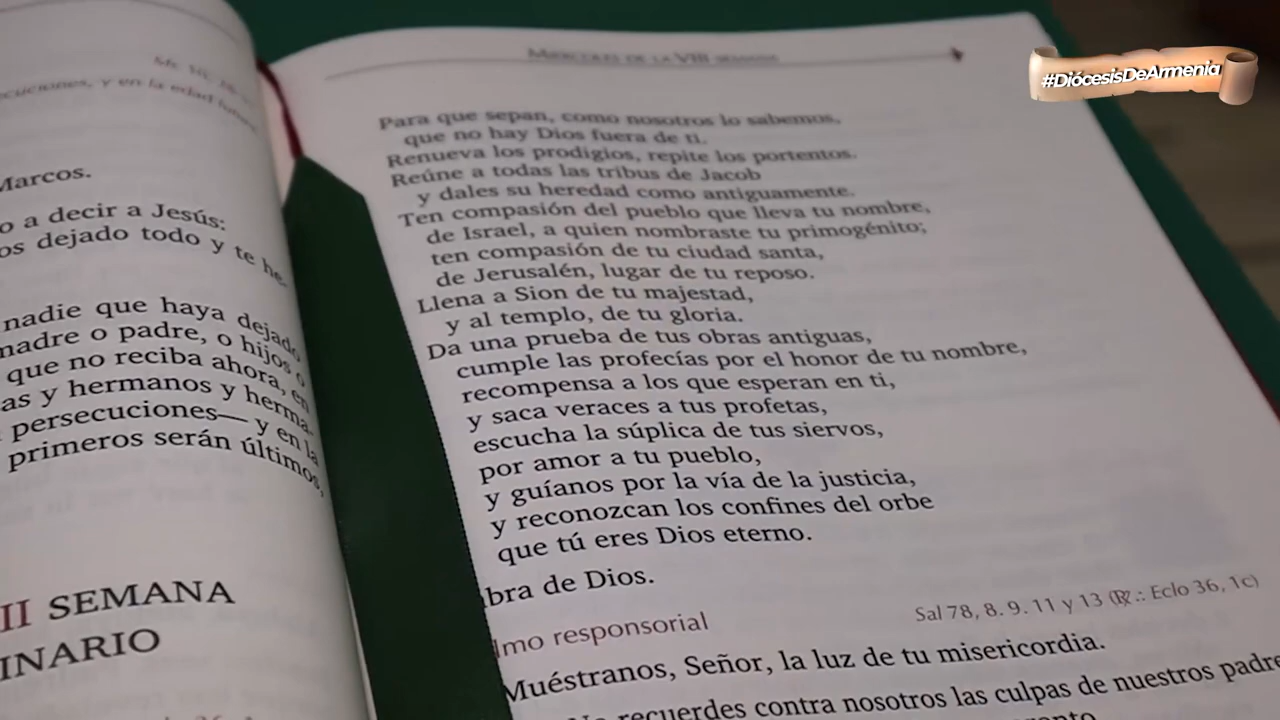 #DiócesisDeArmenia
Marcos.
o a decir a Jesús:
os dejado todo y te he
nadie que haya dejado
madre o padre, o hijos o
que no reciba ahora, en
as y hermanos y herma-
persecuciones— y en la
primeros serán últimos,
II SEMANA
INARIO
Miércoles de la VIII semana
Para que sepan, como nosotros lo sabemos,
que no hay Dios fuera de ti.
Renueva los prodigios, repite los portentos.
Reúne a todas las tribus de Jacob
y dales su heredad como antiguamente.
Ten compasión del pueblo que lleva tu nombre,
de Israel, a quien nombraste tu primogénito;
ten compasión de tu ciudad santa,
de Jerusalén, lugar de tu reposo.
Llena a Sion de tu majestad,
y al templo, de tu gloria.
Da una prueba de tus obras antiguas,
cumple las profecías por el honor de tu nombre,
recompensa a los que esperan en ti,
y saca veraces a tus profetas,
escucha la súplica de tus siervos,
por amor a tu pueblo,
y guíanos por la vía de la justicia,
y reconozcan los confines del orbe
que tú eres Dios eterno.
bra de Dios.
lmo responsorial Sal 78, 8. 9. 11 y 13 (℟.: Eclo 36, 1c)
Muéstranos, Señor, la luz de tu misericordia.
recuerdes contra nosotros las culpas de nuestros padre